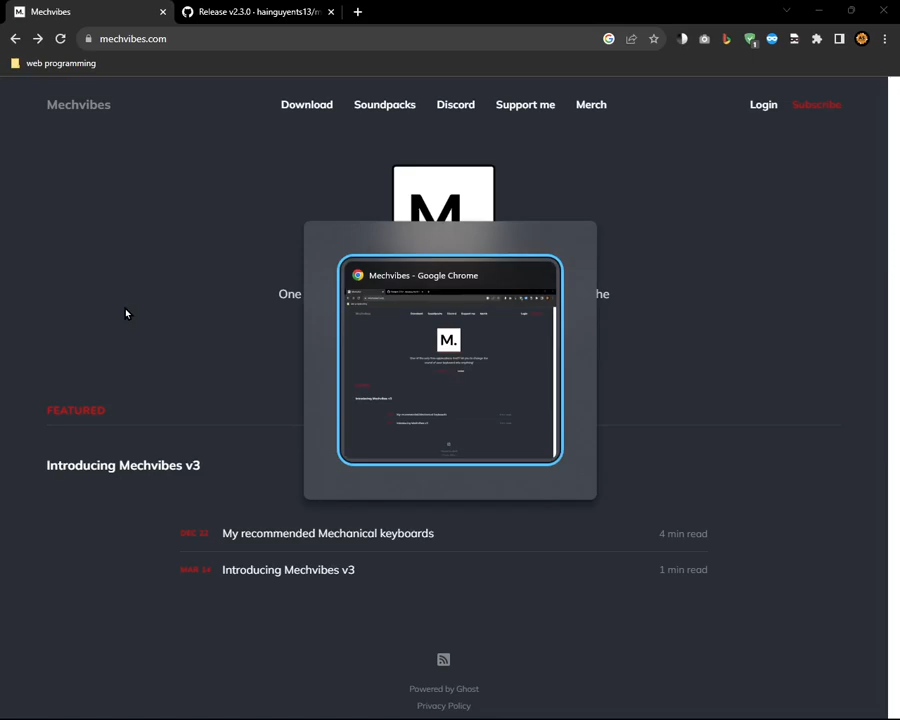 Mechvibes
Release v2.3.0 · hainguyents13/m
mechvibes.com
1
AS
web programming
Mechvibes
Download
Soundpacks
Discord
Support me
Merch
Login
Subscribe
M.
One
he
Mechvibes - Google Chrome
M.
FEATURED
Introducing Mechvibes v3
DEC 22
My recommended Mechanical keyboards
4 min read
MAR 14
Introducing Mechvibes v3
1 min read
Powered by Ghost
Privacy Policy